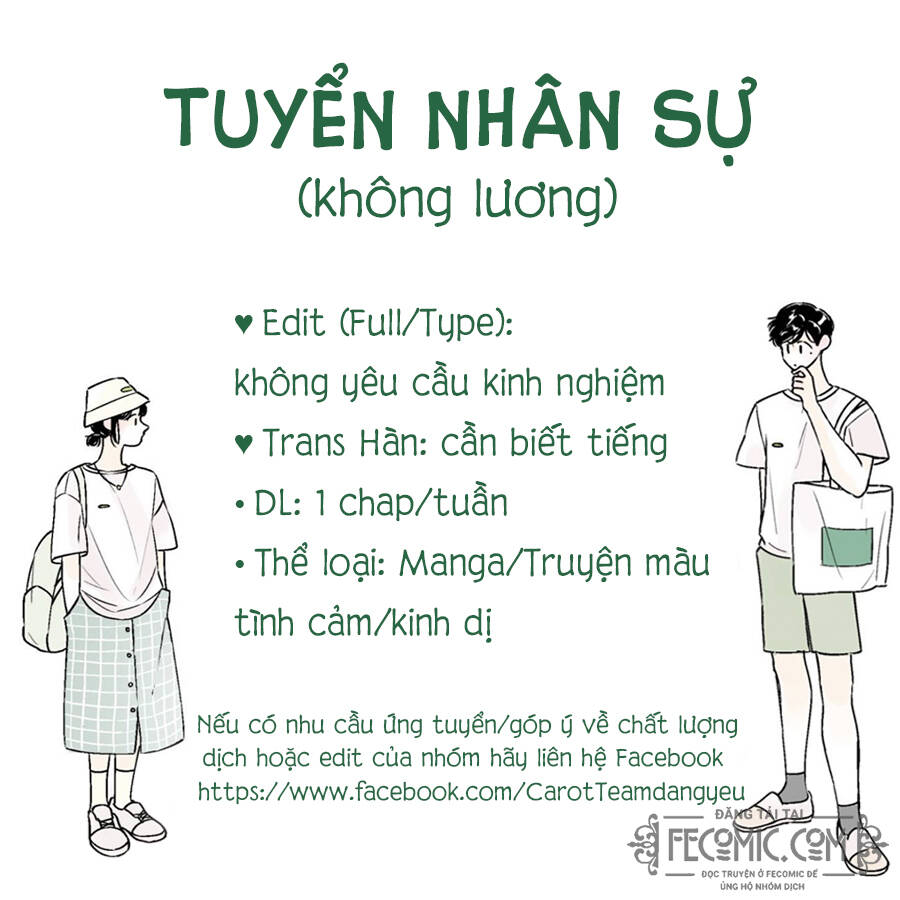 TUYỂN NHÂN SỰ
(không lương)
♥ Edit (Full/Type):
không yêu cầu kinh nghiệm
♥ Trans Hàn: cần biết tiếng
• DL: 1 chap/tuần
• Thể loại: Manga/Truyện màu
tình cảm/kinh dị
Nếu có nhu cầu ứng tuyển/góp ý về chất lượng
dịch hoặc edit của nhóm hãy liên hệ Facebook
https://www.facebook.com/CarotTeamdangyeu
ĐĂNG TẢI TẠI
FECOMIC.COM
ĐỌC TRUYỆN Ở FECOMIC ĐỂ
ỦNG HỘ NHÓM DỊCH